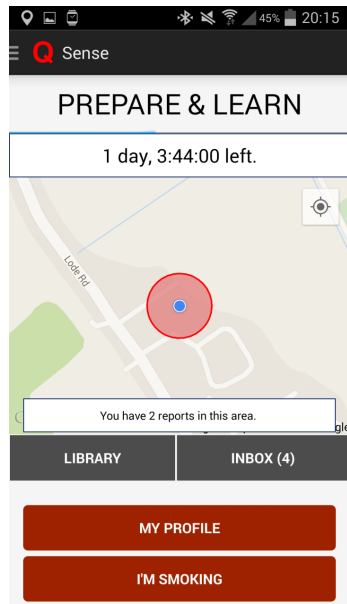 45% 20:15
Q Sense
PREPARE & LEARN
1 day, 3:44:00 left.
Lode Rd
You have 2 reports in this area.
LIBRARY INBOX (4)
MY PROFILE
I'M SMOKING